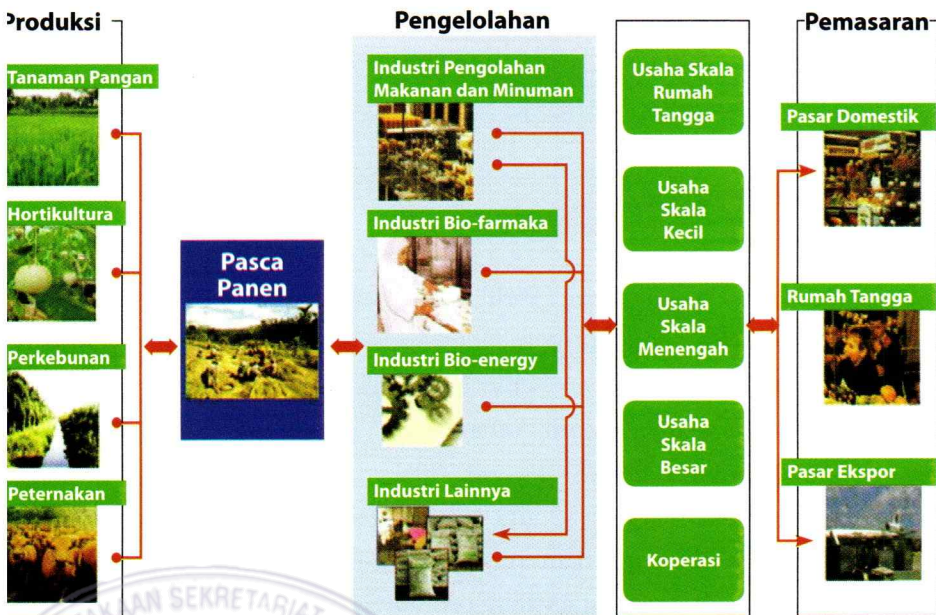 Produksi
Tanaman Pangan
Hortikultura
Perkebunan
Peternakan
Pasca
Panen
Pengelolahan
Industri Pengolahan
Makanan dan Minuman
Industri Bio-farmaka
Industri Bio-energy
Industri Lainnya
Usaha Skala
Rumah
Tangga
Usaha
Skala
Kecil
Usaha
Skala
Menengah
Usaha
Skala
Besar
Koperasi
Pemasaran
Pasar Domestik
Rumah Tangga
Pasar Ekspor
AKAAN SEKRETARIAT